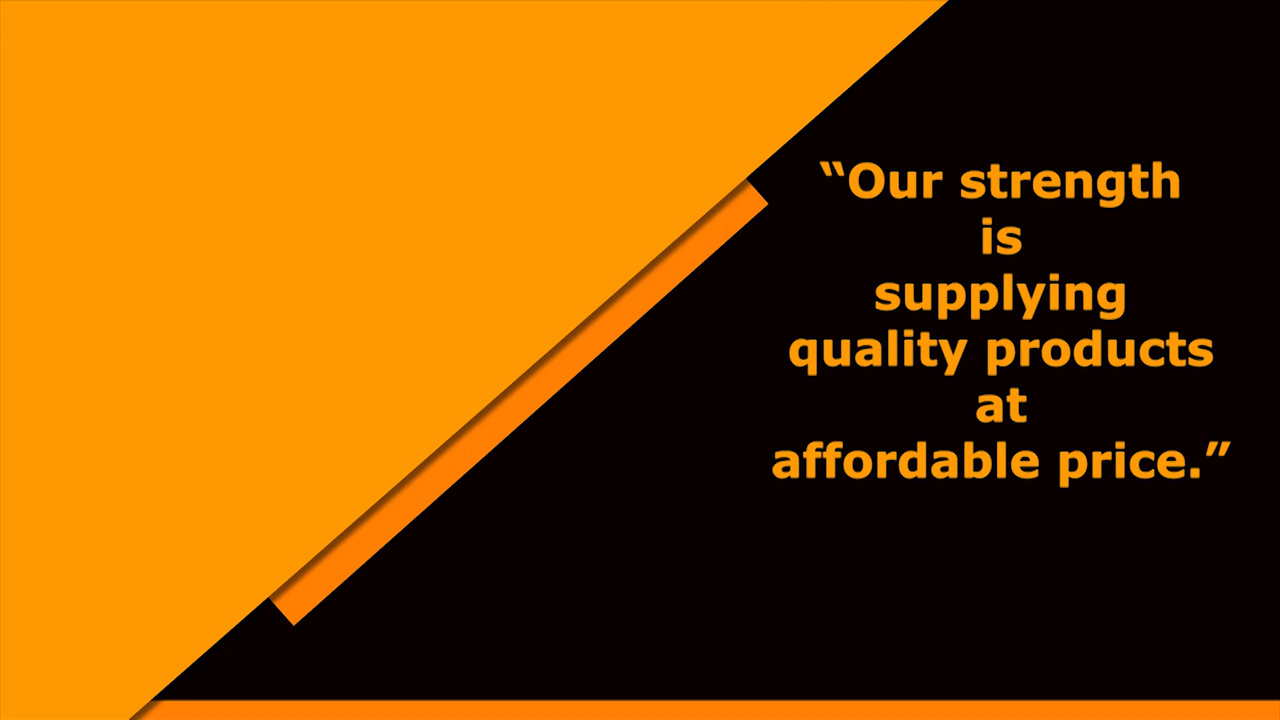 “Our strength
is
supplying
quality products
at
affordable price.”